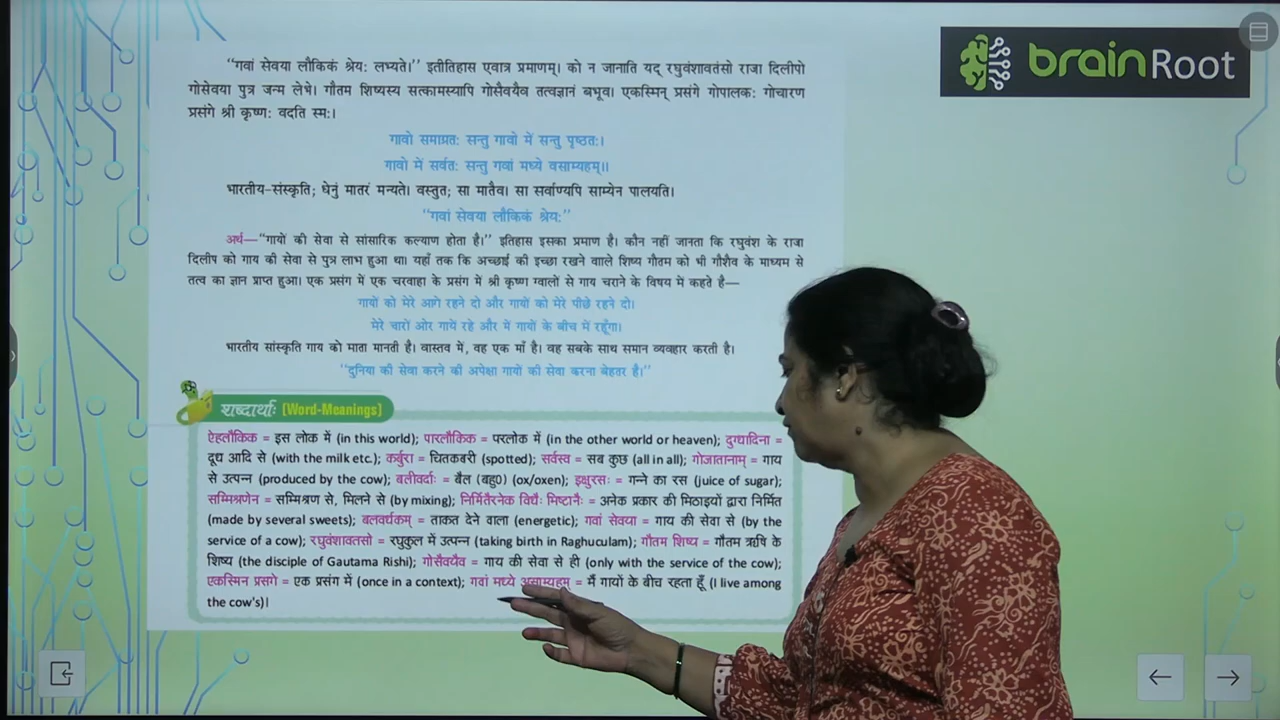 brainRoot
“गवां सेवया लौकिकं श्रेयः लभ्यते।” इतीतिहास एवात्र प्रमाणम्। को न जानाति यद् रघुवंशावतंसो राजा दिलीपो
गोसेवया पुत्र जन्म लेभे। गौतम शिष्यस्य सत्कामस्यापि गोसैवयैव तत्वज्ञानं बभूव। एकस्मिन् प्रसंगे गोपालकः गोचारण
प्रसंगे श्री कृष्णः वदति स्मः।
गावो समाप्रतः सन्तु गावो में सन्तु पृष्ठतः।
गावो में सर्वतः सन्तु गवां मध्ये वसाम्यहम्॥
भारतीय-संस्कृति; धेनुं मातरं मन्यते। वस्तुत; सा मातैव। सा सर्वाण्यपि साम्येन पालयति।
“गवां सेवया लौकिकं श्रेयः”
अर्थ—“गायों की सेवा से सांसारिक कल्याण होता है।” इतिहास इसका प्रमाण है। कौन नहीं जानता कि रघुवंश के राजा
दिलीप को गाय की सेवा से पुत्र लाभ हुआ था। यहाँ तक कि अच्छाई की इच्छा रखने वाले शिष्य गौतम को भी गौशैव के माध्यम से
तत्व का ज्ञान प्राप्त हुआ। एक प्रसंग में एक चरवाहा के प्रसंग में श्री कृष्ण ग्वालों से गाय चराने के विषय में कहते है—
गायों को मेरे आगे रहने दो और गायों को मेरे पीछे रहने दो।
मेरे चारों ओर गायें रहे और में गायों के बीच में रहूँगा।
भारतीय सांस्कृति गाय को माता मानती है। वास्तव में, वह एक माँ है। वह सबके साथ समान व्यवहार करती है।
“दुनिया की सेवा करने की अपेक्षा गायों की सेवा करना बेहतर है।”
शब्दार्थाः [Word-Meanings]
ऐहलौकिक = इस लोक में (in this world); पारलौकिक = परलोक में (in the other world or heaven); दुग्धादिना =
दूध आदि से (with the milk etc.); कर्बुरा = चितकबरी (spotted); सर्वस्व = सब कुछ (all in all); गोजातानाम् = गाय
से उत्पन्न (produced by the cow); बलीवर्दाः = बैल (बहु0) (ox/oxen); इक्षुरसः = गन्ने का रस (juice of sugar);
सम्मिश्रणेन = सम्मिश्रण से, मिलने से (by mixing); निर्मितैरनेक विधैः मिष्टानैः = अनेक प्रकार की मिठाइयों द्वारा निर्मित
(made by several sweets); बलवर्धकम् = ताकत देने वाला (energetic); गवां सेवया = गाय की सेवा से (by the
service of a cow); रघुवंशावतसो = रघुकुल में उत्पन्न (taking birth in Raghuculam); गौतम शिष्य = गौतम ऋषि के
शिष्य (the disciple of Gautama Rishi); गोसैवयैव = गाय की सेवा से ही (only with the service of the cow);
एकस्मिन प्रसगे = एक प्रसंग में (once in a context); गवां मध्ये = मैं गायों के बीच रहता हूँ (I live among
the cow's)।